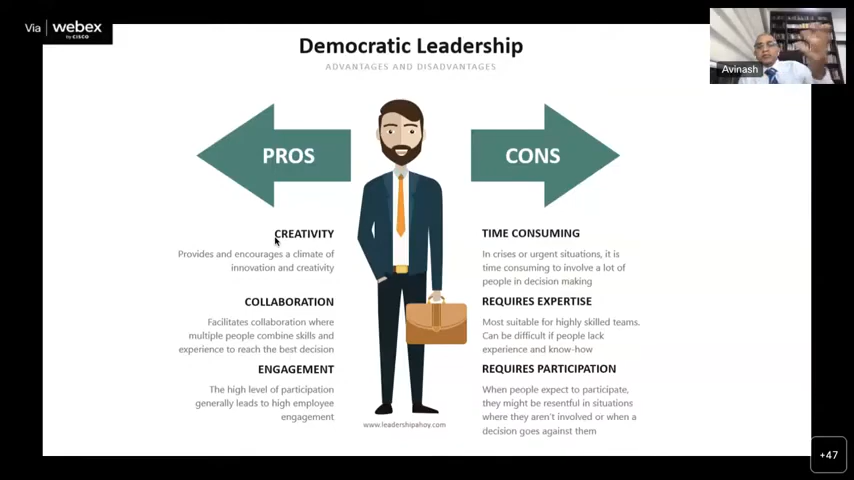 Via webex
by CISCO
Democratic Leadership
ADVANTAGES AND DISADVANTAGES
Avinash
PROS
CONS
CREATIVITY
Provides and encourages a climate of
innovation and creativity
COLLABORATION
Facilitates collaboration where
multiple people combine skills and
experience to reach the best decision
ENGAGEMENT
The high level of participation
generally leads to high employee
engagement
TIME CONSUMING
In crises or urgent situations, it is
time consuming to involve a lot of
people in decision making
REQUIRES EXPERTISE
Most suitable for highly skilled teams.
Can be difficult if people lack
experience and know-how
REQUIRES PARTICIPATION
When people expect to participate,
they might be resentful in situations
where they aren't involved or when a
decision goes against them
www.leadershipahoy.com
+47